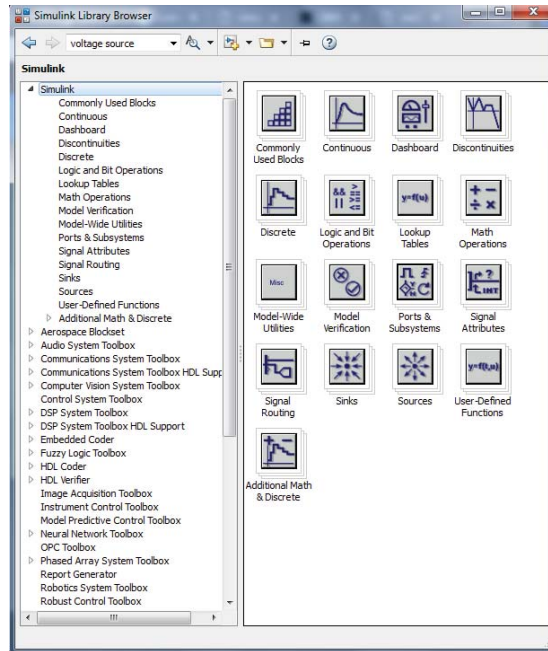 Simulink Library Browser
voltage source
Simulink
Simulink
Commonly Used Blocks
Continuous
Dashboard
Discontinuities
Discrete
Logic and Bit Operations
Lookup Tables
Math Operations
Model Verification
Model-Wide Utilities
Ports & Subsystems
Signal Attributes
Signal Routing
Sinks
Sources
User-Defined Functions
Additional Math & Discrete
Aerospace Blockset
Audio System Toolbox
Communications System Toolbox
Communications System Toolbox HDL Supp
Computer Vision System Toolbox
Control System Toolbox
DSP System Toolbox
DSP System Toolbox HDL Support
Embedded Coder
Fuzzy Logic Toolbox
HDL Coder
HDL Verifier
Image Acquisition Toolbox
Instrument Control Toolbox
Model Predictive Control Toolbox
Neural Network Toolbox
OPC Toolbox
Phased Array System Toolbox
Report Generator
Robotics System Toolbox
Robust Control Toolbox
Commonly
Used Blocks
Continuous
Dashboard
Discontinuities
Discrete
&& >
|| >=
<=
Logic and Bit
Operations
y=f(u)
Lookup
Tables
+ -
÷ ×
Math
Operations
Misc
Model-Wide
Utilities
Model
Verification
Ports &
Subsystems
?
INT
Signal
Attributes
Signal
Routing
Sinks
Sources
y=f(t,u)
User-Defined
Functions
+ -
Additional Math
& Discrete